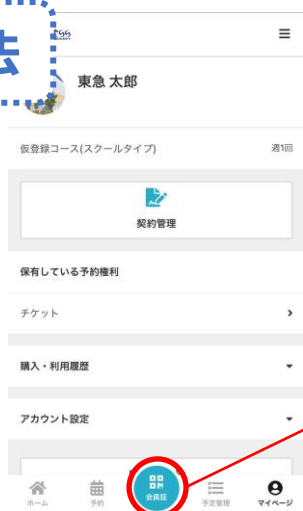 法
東急 太郎
仮登録コース(スクールタイプ) 週1回
契約管理
保有している予約権利
チケット
購入・利用履歴
アカウント設定
会員証
ホーム 予約 予定管理 マイページ